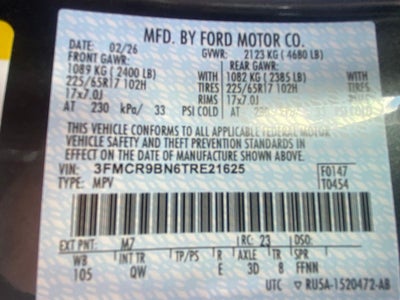 MFD. BY FORD MOTOR CO.
DATE: 02/26 GVWR: 2123 KG (4680 LB)
FRONT GAWR: REAR GAWR:
1089 KG (2400 LB) WITH 1082 KG (2385 LB) WITH
225/65R17 102H TIRES 225/65R17 102H TIRES
17x7.0J RIMS 17x7.0J RIMS
AT 230 kPa/ 33 PSI COLD AT PSI COLD
THIS VEHICLE CONFORMS TO ALL APPLICABLE FEDERAL MOTOR
VEHICLE SAFETY AND THEFT PREVENTION STANDARDS IN
EFFECT ON THE DATE OF MANUFACTURE SHOWN ABOVE.
VIN: 3FMCR9BN6TRE21625 F0147
TYPE: MPV T0454
EXT PNT: M7 RC: 23 DSO:
WB INT TR TP/PS R AXLE TR SPR
105 QW E 3D 8 FFNN
UTC ▽ RU5A-1520472-AB